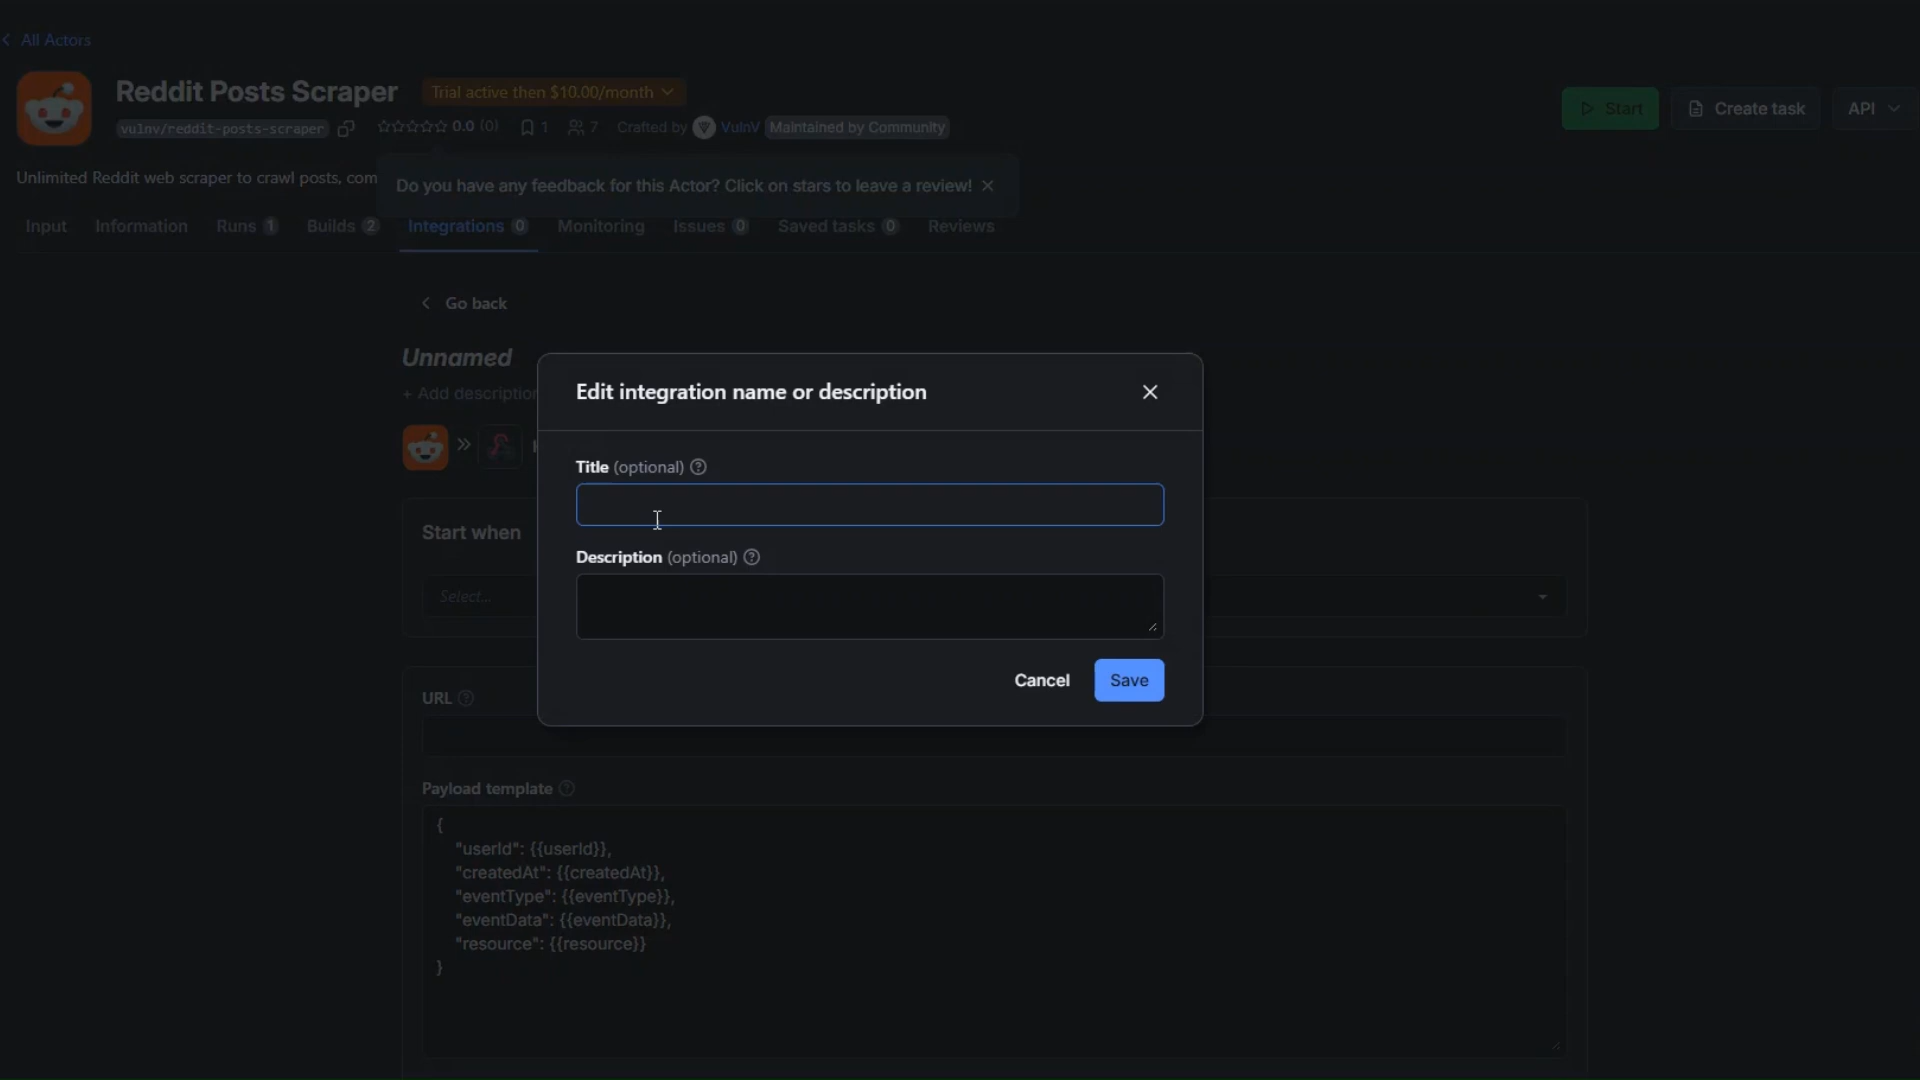 All Actors
Reddit Posts Scraper
Trial active then $10.00/month
Start
Create task
API
vulnv/reddit-posts-scraper
0.0 (0)
1
7
Crafted by
VulnV
Maintained by Community
Unlimited Reddit web scraper to crawl posts, com
Do you have any feedback for this Actor? Click on stars to leave a review!
Input
Information
Runs 1
Builds 2
Integrations 0
Monitoring
Issues 0
Saved tasks 0
Reviews
Go back
Unnamed
+ Add description
Edit integration name or description
Title (optional)
Description (optional)
Cancel
Save
Start when
Select...
URL
Payload template
{
"userId": {{userId}},
"createdAt": {{createdAt}},
"eventType": {{eventType}},
"eventData": {{eventData}},
"resource": {{resource}}
}